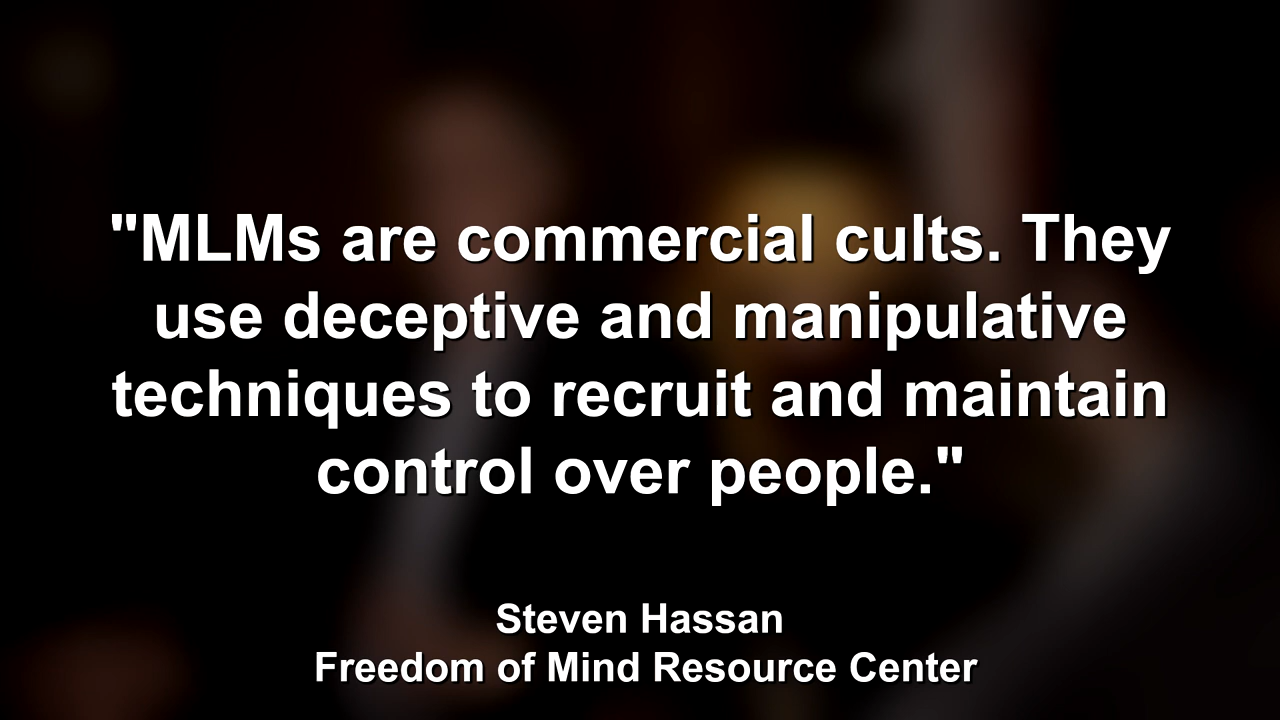 "MLMs are commercial cults. They
use deceptive and manipulative
techniques to recruit and maintain
control over people."
Steven Hassan
Freedom of Mind Resource Center